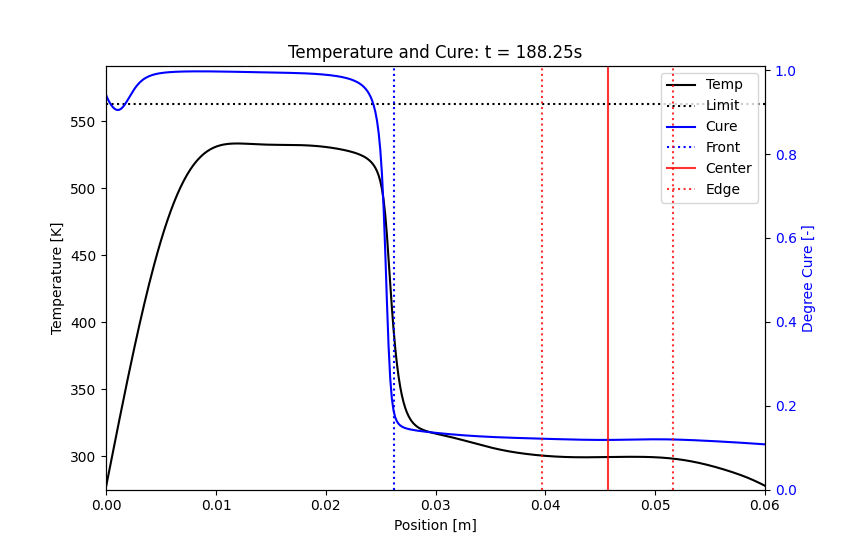 Temperature and Cure: t = 188.25s
Temp
Limit
Cure
Front
Center
Edge
550
500
450
400
350
300
Temperature [K]
1.0
0.8
0.6
0.4
0.2
0.0
Degree Cure [-]
0.00 0.01 0.02 0.03 0.04 0.05 0.06
Position [m]